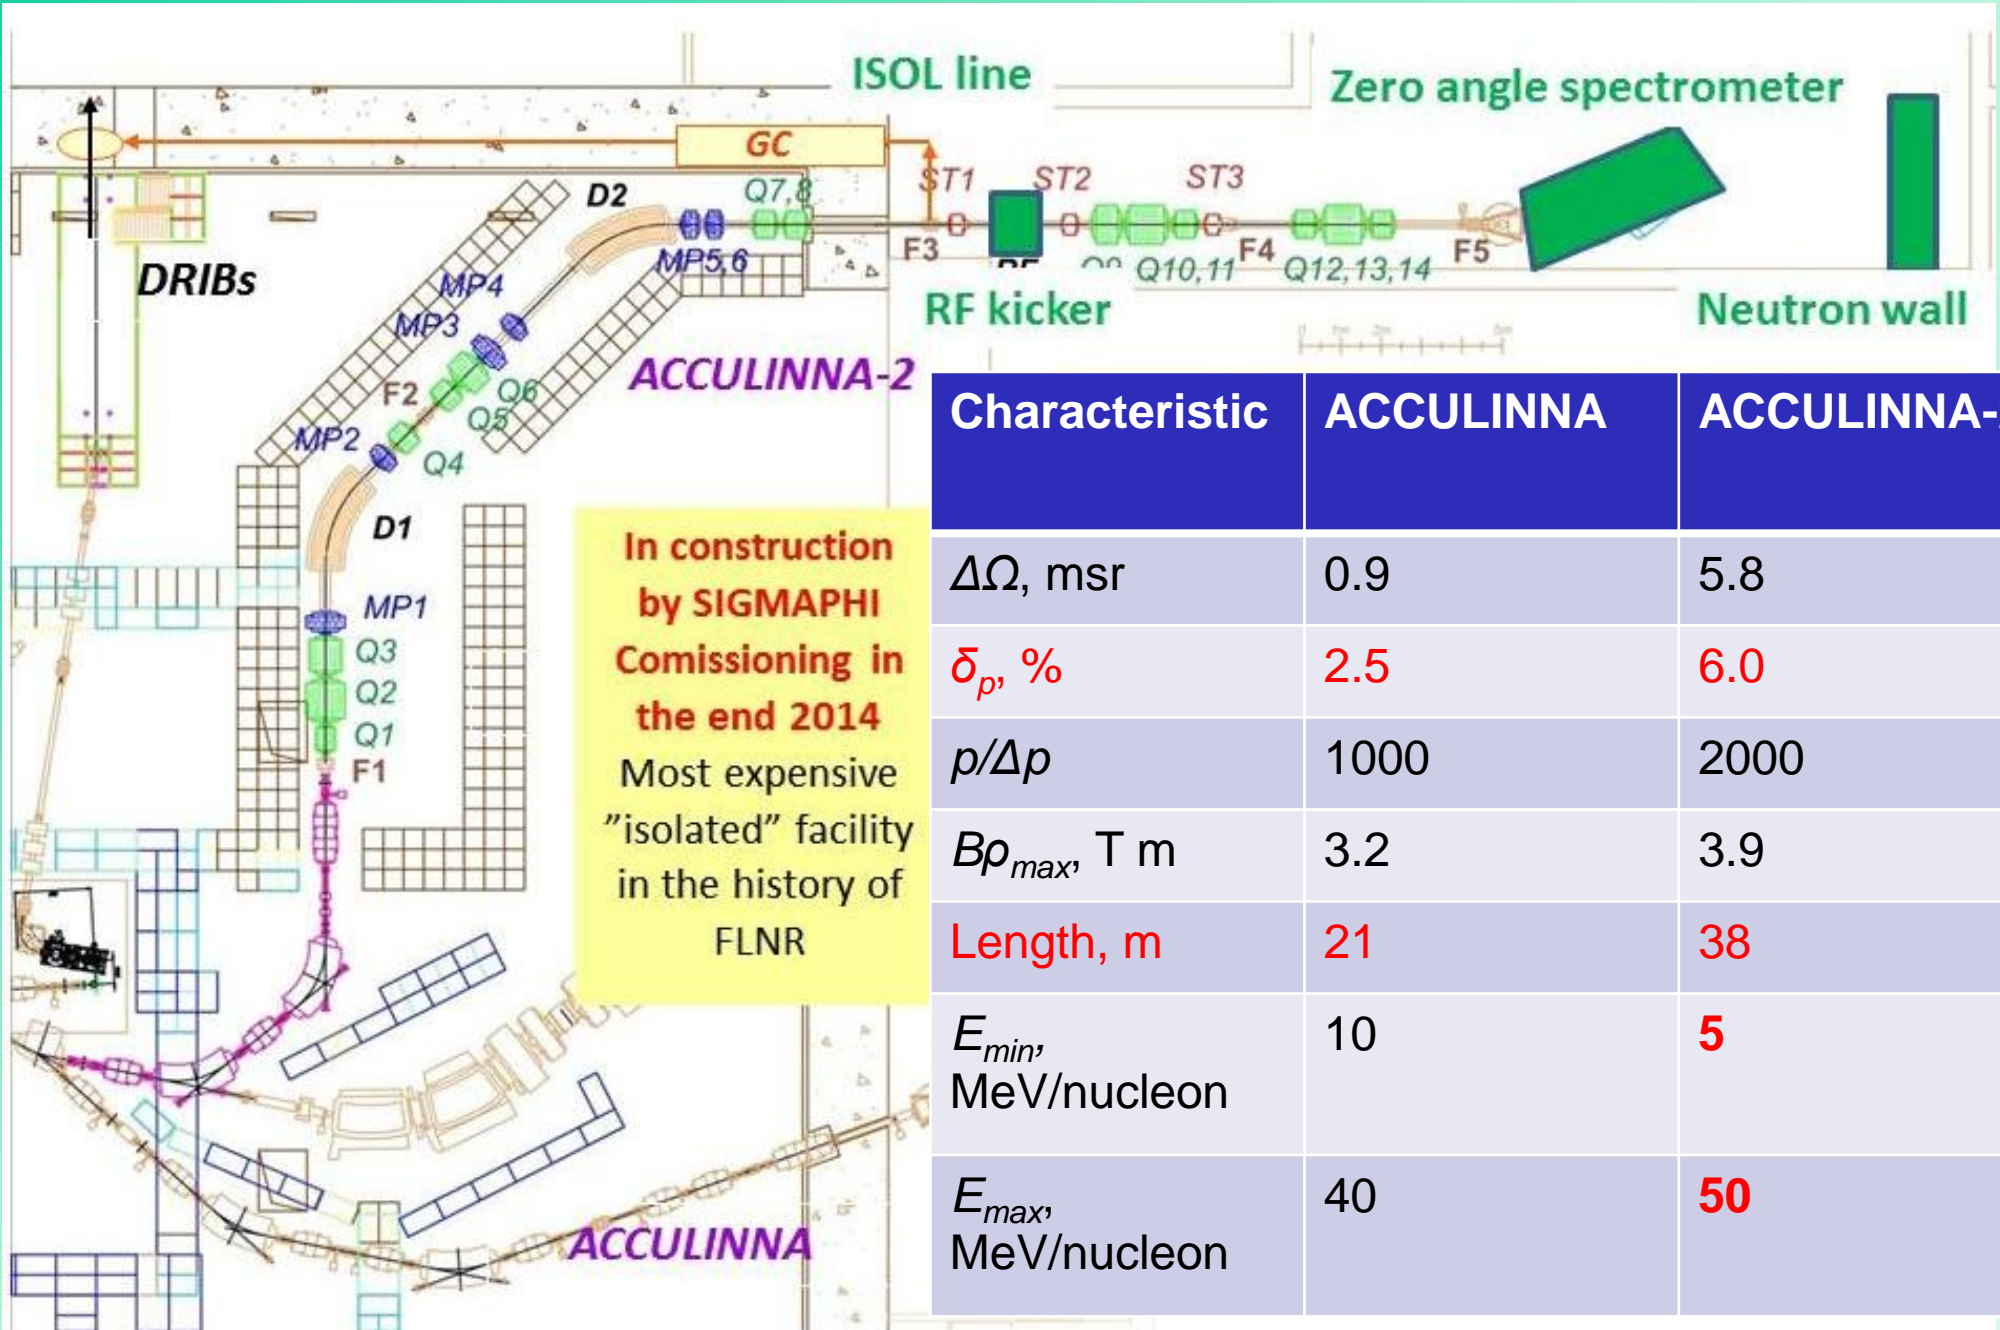 ISOL line
Zero angle spectrometer
GC
ST1
ST2
ST3
D2
Q7,8
F3
MP5,6
Q10,11
F4
Q12,13,14
F5
DRIBs
MP4
RF kicker
Neutron wall
MP3
ACCULINNA-2
F2
Q6
Q5
MP2
Q4
D1
MP1
Q3
Q2
Q1
F1
In construction
by SIGMAPHI
Comissioning in
the end 2014
Most expensive
”isolated” facility
in the history of
FLNR
ACCULINNA
Characteristic ACCULINNA ACCULINNA-
ΔΩ, msr 0.9 5.8
δp, % 2.5 6.0
p/Δp 1000 2000
Bρmax, T m 3.2 3.9
Length, m 21 38
Emin, 10 5
MeV/nucleon
Emax, 40 50
MeV/nucleon